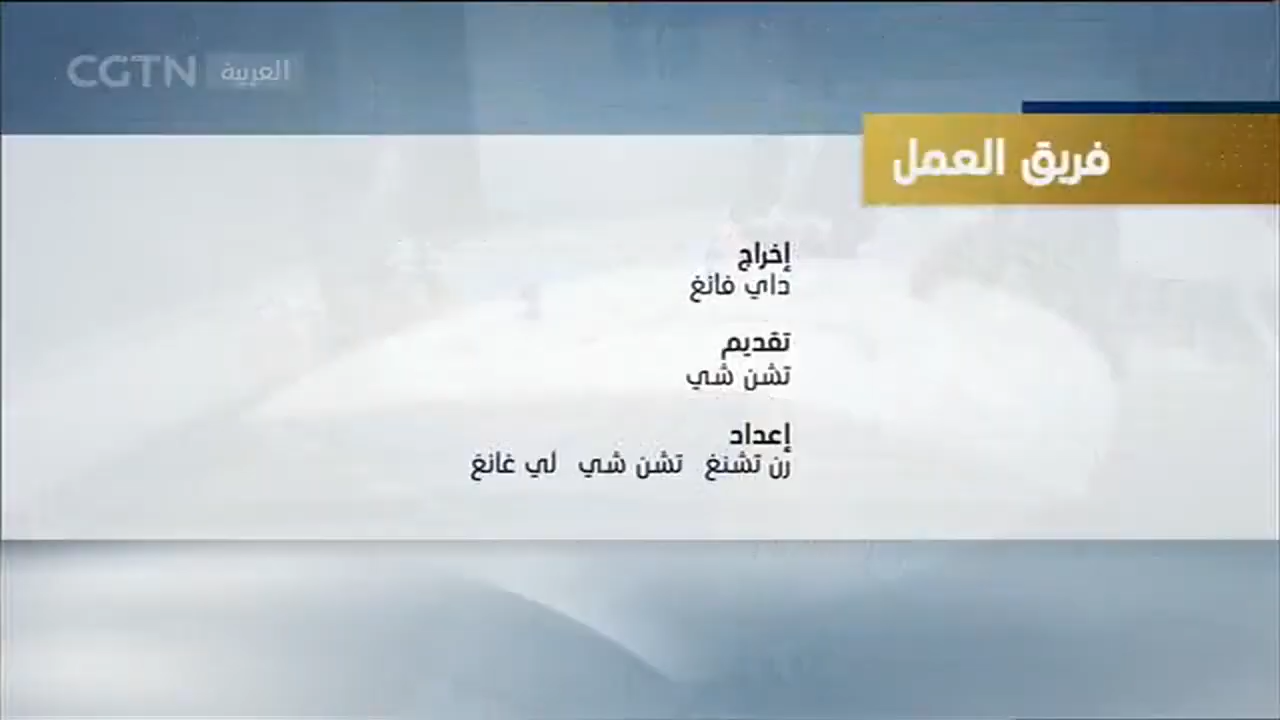 CGTN العربية
فريق العمل
إخراج
داي فانغ
تقديم
تشن شي
إعداد
رن تشنغ تشن شي لي غانغ